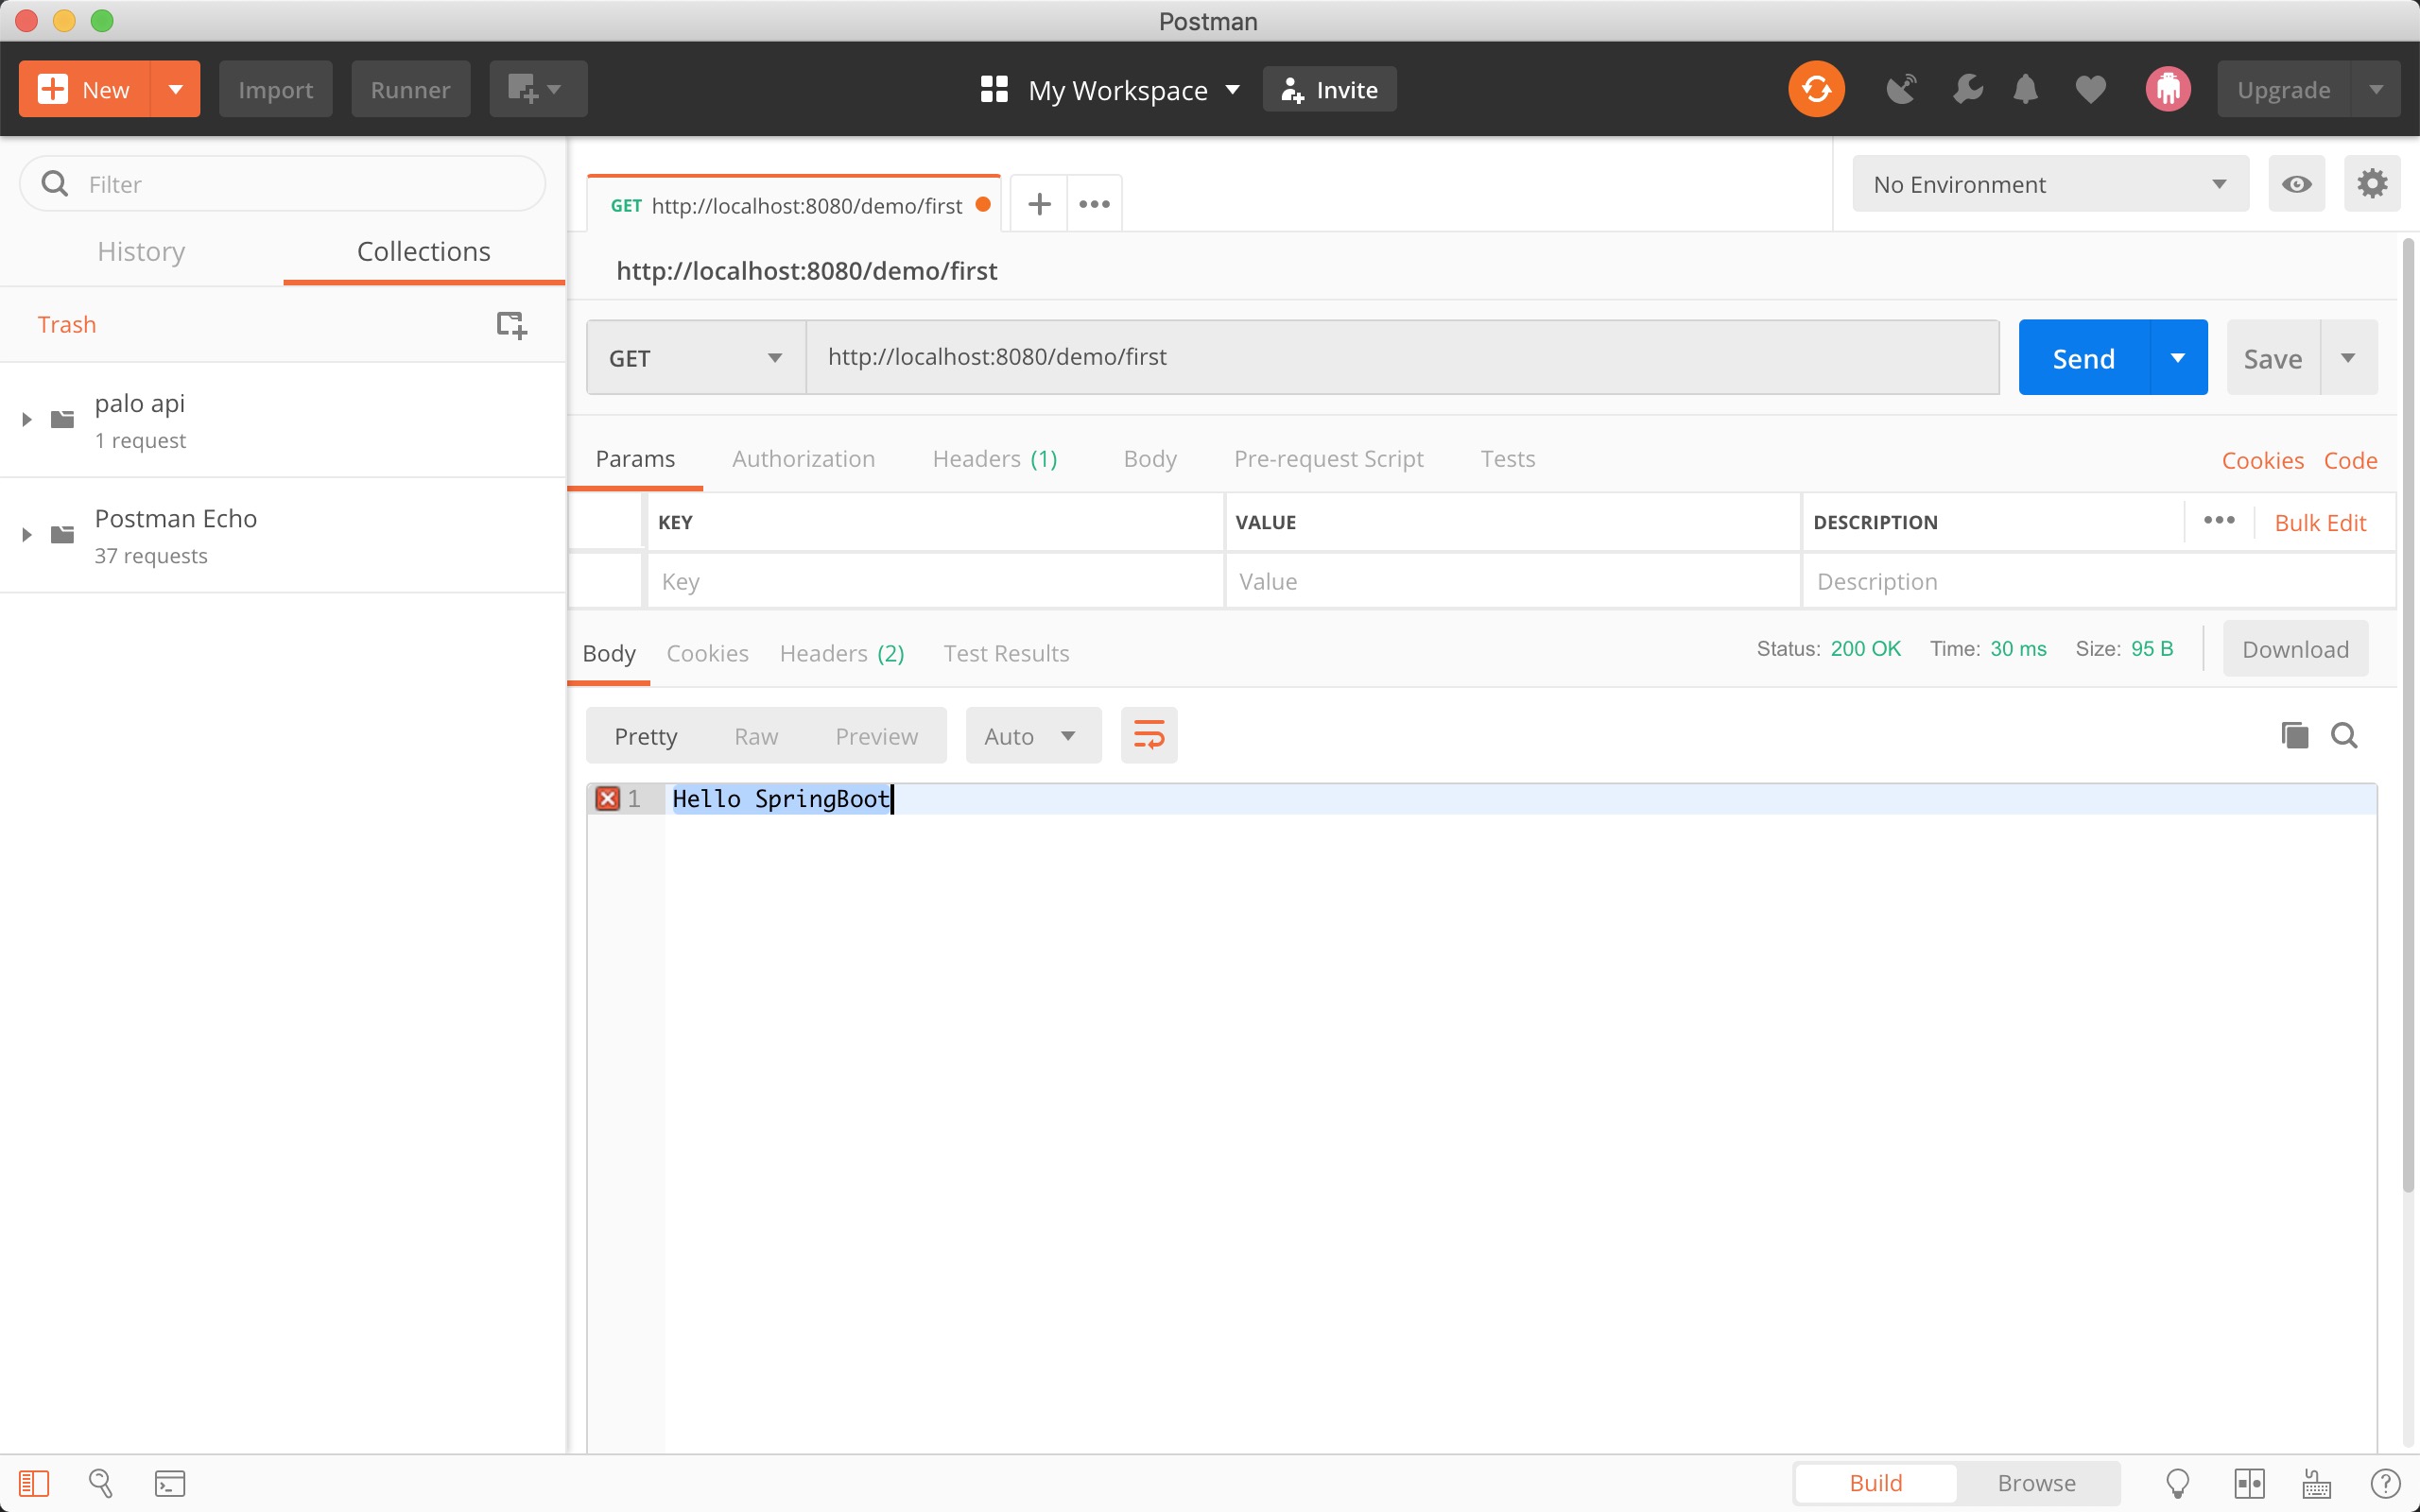 Postman
New Import Runner My Workspace Invite Upgrade
Filter
History Collections
Trash
palo api
1 request
Postman Echo
37 requests
GET http://localhost:8080/demo/first
No Environment
http://localhost:8080/demo/first
GET http://localhost:8080/demo/first Send Save
Params Authorization Headers (1) Body Pre-request Script Tests Cookies Code
KEY VALUE DESCRIPTION Bulk Edit
Key Value Description
Body Cookies Headers (2) Test Results Status: 200 OK Time: 30 ms Size: 95 B Download
Pretty Raw Preview Auto
1 Hello SpringBoot
Build Browse